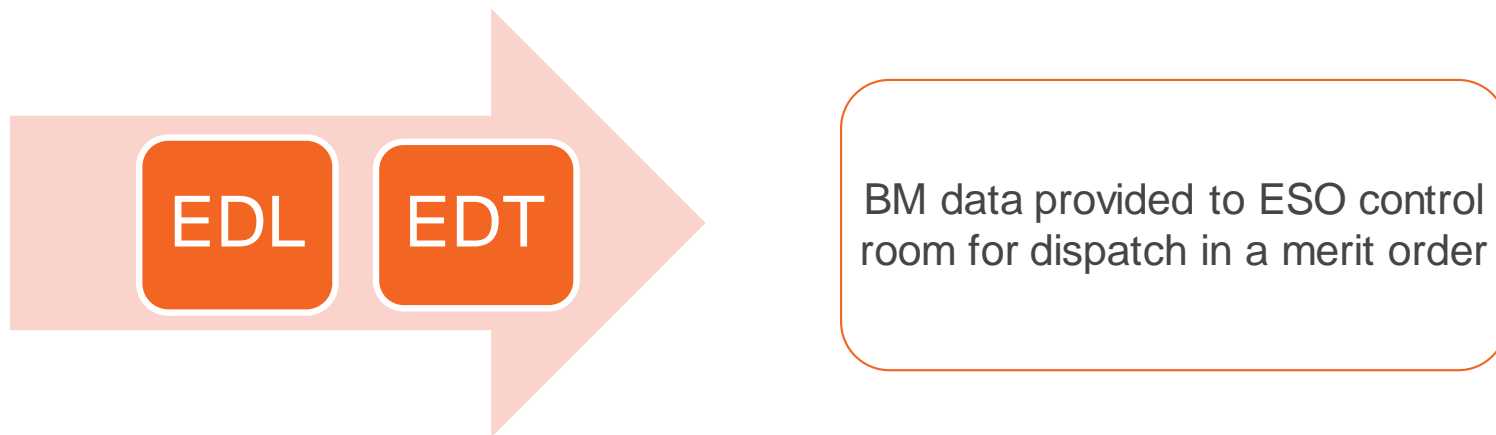 EDL EDT
BM data provided to ESO control
room for dispatch in a merit order